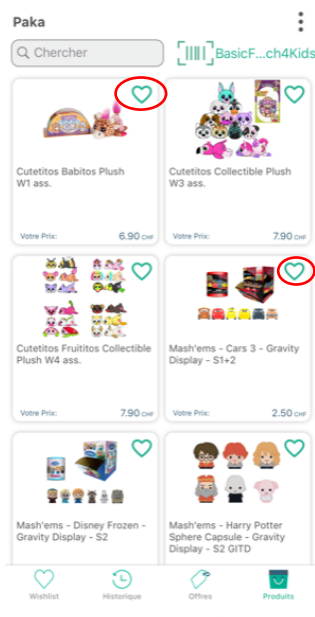 Paka
Chercher
BasicF...ch4Kids
Cutetitos Babitos Plush
W1 ass.
Votre Prix: 6.90 CHF
Cutetitos Collectible Plush
W3 ass.
Votre Prix: 7.90 CHF
Cutetitos Fruititos Collectible
Plush W4 ass.
Votre Prix: 7.90 CHF
Mash'ems - Cars 3 - Gravity
Display - S1+2
Votre Prix: 2.50 CHF
Mash'ems - Disney Frozen -
Gravity Display - S2
Mash'ems - Harry Potter
Sphere Capsule - Gravity
Display - S2 GITD
Wishlist
Historique
Offres
Produits